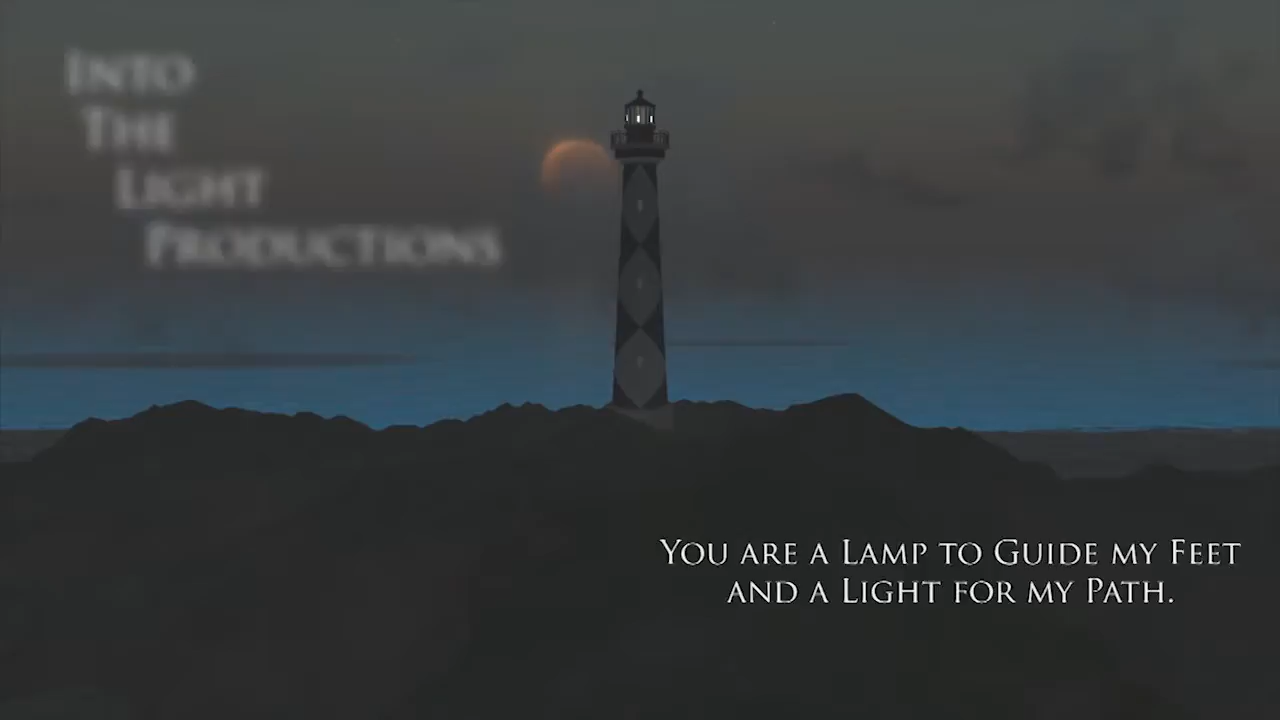 Into
The
Light
Productions
You are a Lamp to Guide my Feet
and a Light for my Path.